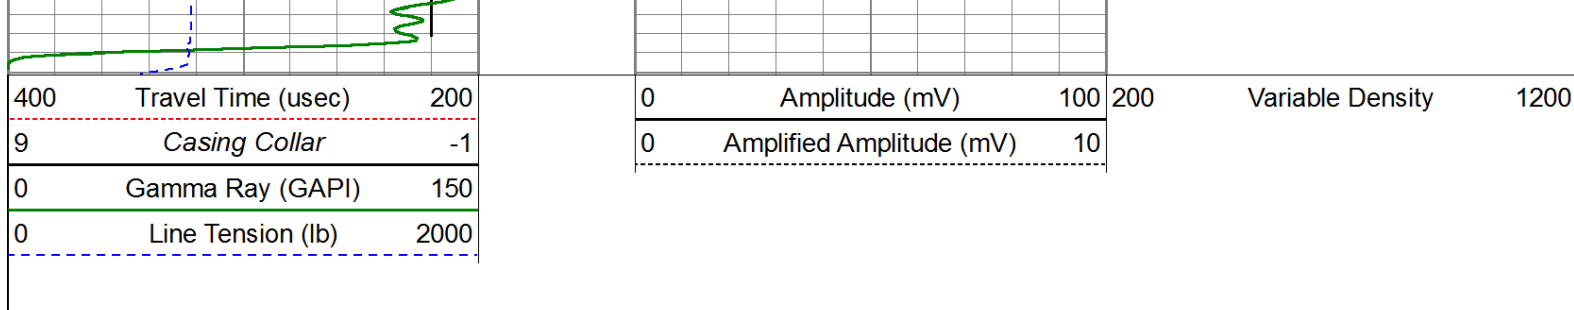 400 Travel Time (usec) 200
9 Casing Collar -1
0 Gamma Ray (GAPI) 150
0 Line Tension (lb) 2000
0 Amplitude (mV) 100
0 Amplified Amplitude (mV) 10
200 Variable Density 1200